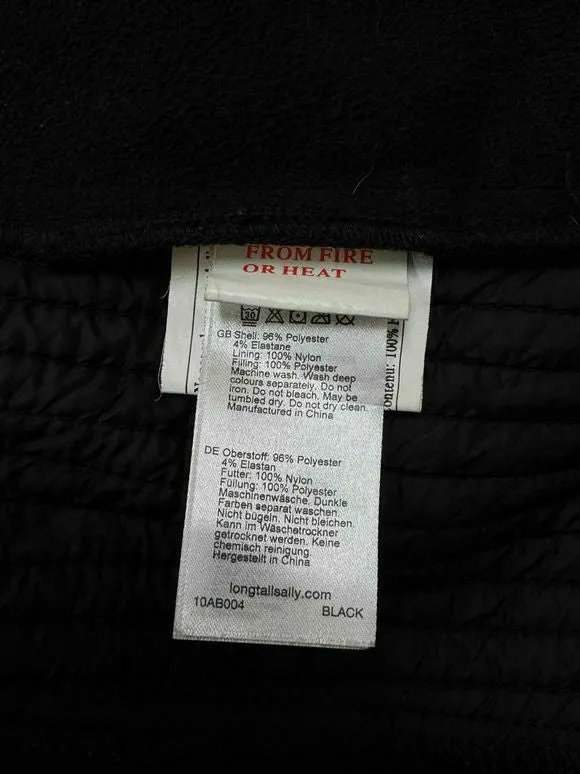 FROM FIRE
OR HEAT
30
GB Shell: 96% Polyester
4% Elastane
Lining: 100% Nylon
Filling: 100% Polyester
Machine wash. Wash deep
colours separately. Do not
iron. Do not bleach. May be
tumbled dry. Do not dry clean.
Manufactured in China
DE Oberstoff: 96% Polyester
4% Elastan
Futter: 100% Nylon
Füllung: 100% Polyester
Maschinenwäsche. Dunkle
Farben separat waschen.
Nicht bügeln. Nicht bleichen.
Kann im Wäschetrockner
getrocknet werden. Keine
chemisch reinigung.
Hergestellt in China
longtallsally.com
10AB004 BLACK
ontenu: 100%